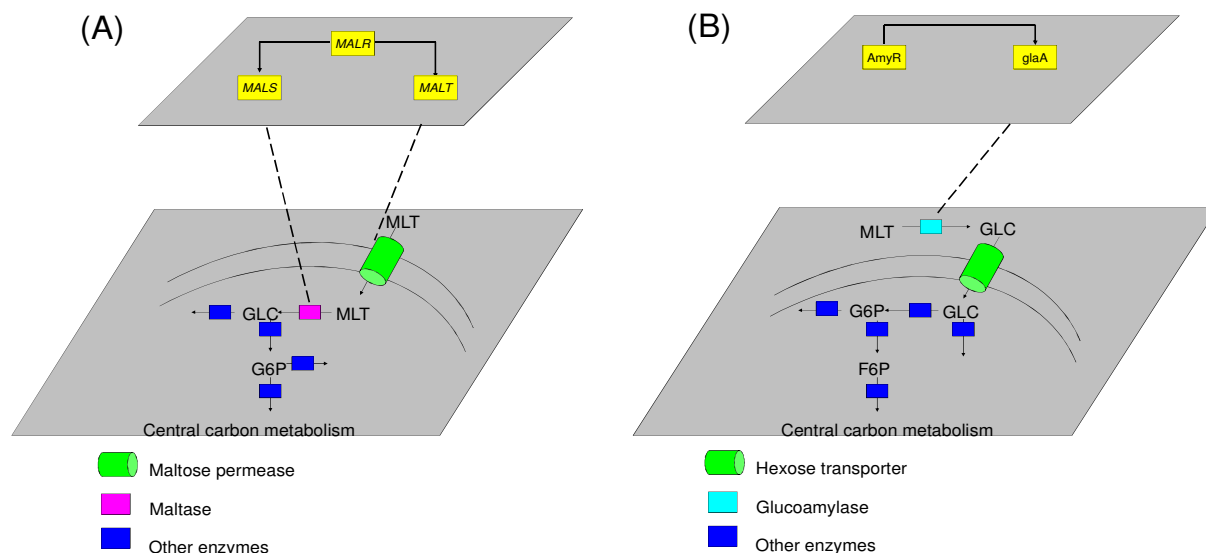 (A)
MALR
MALS
MALT
MLT
GLC
MLT
G6P
Central carbon metabolism
Maltose permease
Maltase
Other enzymes
(B)
AmyR
glaA
MLT
GLC
G6P
GLC
F6P
Central carbon metabolism
Hexose transporter
Glucoamylase
Other enzymes